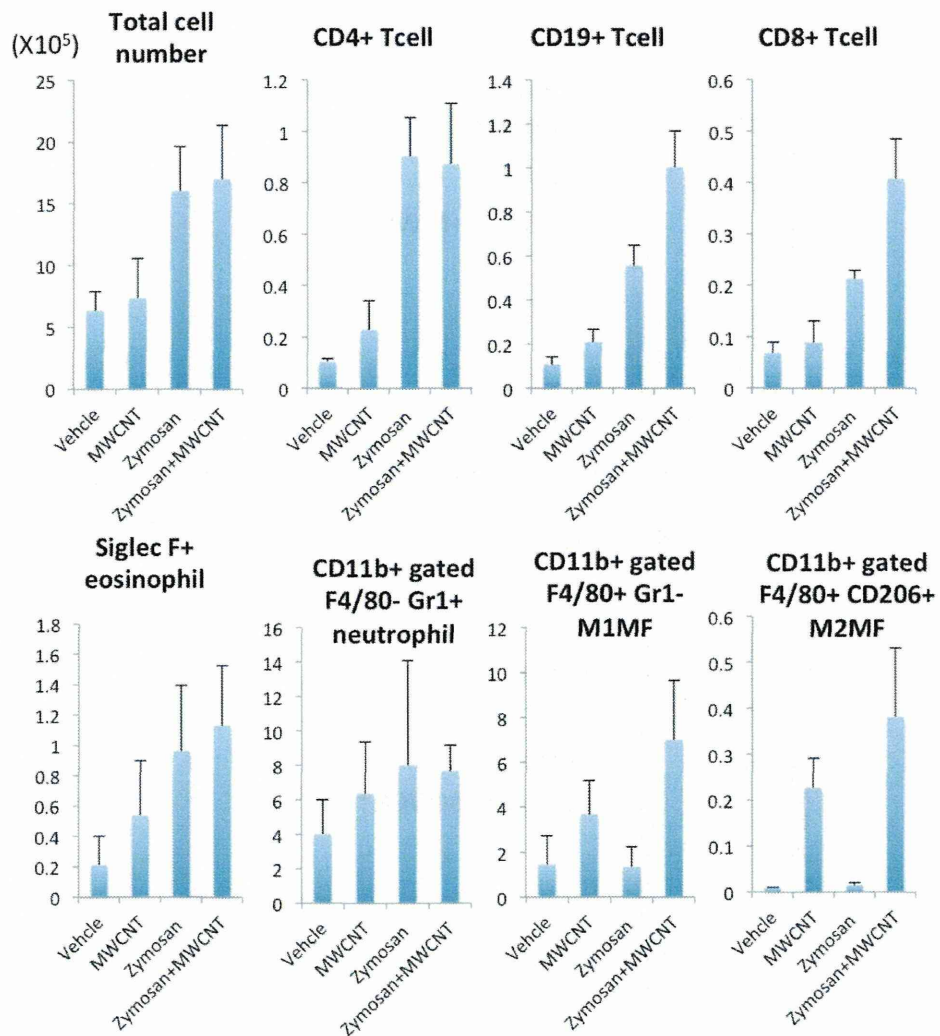 (X10⁵)
Total cell
number
25
20
15
10
5
0
Vehcle
MWCNT
Zymosan
Zymosan+MWCNT
CD4+ Tcell
1.2
1
0.8
0.6
0.4
0.2
0
Vehcle
MWCNT
Zymosan
Zymosan+MWCNT
CD19+ Tcell
1.4
1.2
1
0.8
0.6
0.4
0.2
0
Vehcle
MWCNT
Zymosan
Zymosan+MWCNT
CD8+ Tcell
0.6
0.5
0.4
0.3
0.2
0.1
0
Vehcle
MWCNT
Zymosan
Zymosan+MWCNT
Siglec F+
eosinophil
1.8
1.6
1.4
1.2
1
0.8
0.6
0.4
0.2
0
Vehcle
MWCNT
Zymosan
Zymosan+MWCNT
CD11b+ gated
F4/80- Gr1+
neutrophil
16
14
12
10
8
6
4
2
0
Vehcle
MWCNT
Zymosan
Zymosan+MWCNT
CD11b+ gated
F4/80+ Gr1-
M1MF
12
10
8
6
4
2
0
Vehcle
MWCNT
Zymosan
Zymosan+MWCNT
CD11b+ gated
F4/80+ CD206+
M2MF
0.6
0.5
0.4
0.3
0.2
0.1
0
Vehcle
MWCNT
Zymosan
Zymosan+MWCNT